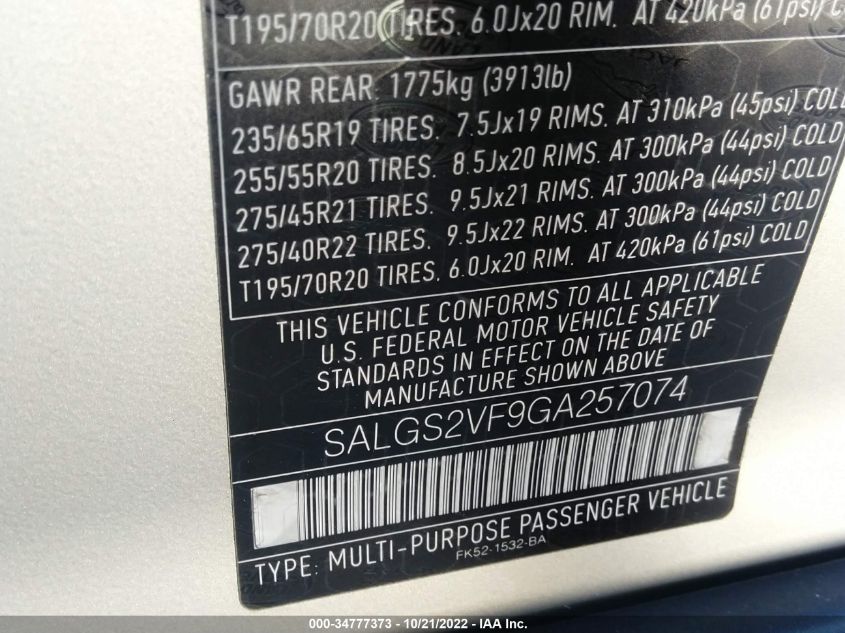 T195/70R20 TIRES. 6.0Jx20 RIM. AT 420kPa (61psi)
GAWR REAR: 1775kg (3913lb)
235/65R19 TIRES. 7.5Jx19 RIMS. AT 310kPa (45psi) COLD
255/55R20 TIRES. 8.5Jx20 RIMS. AT 300kPa (44psi) COLD
275/45R21 TIRES. 9.5Jx21 RIMS. AT 300kPa (44psi) COLD
275/40R22 TIRES. 9.5Jx22 RIMS. AT 300kPa (44psi) COLD
T195/70R20 TIRES. 6.0Jx20 RIM. AT 420kPa (61psi) COLD
THIS VEHICLE CONFORMS TO ALL APPLICABLE
U.S. FEDERAL MOTOR VEHICLE SAFETY
STANDARDS IN EFFECT ON THE DATE OF
MANUFACTURE SHOWN ABOVE
SALGS2VF9GA257074
TYPE: MULTI-PURPOSE PASSENGER VEHICLE
FK52-1532-BA
000-34777373 - 10/21/2022 - IAA Inc.